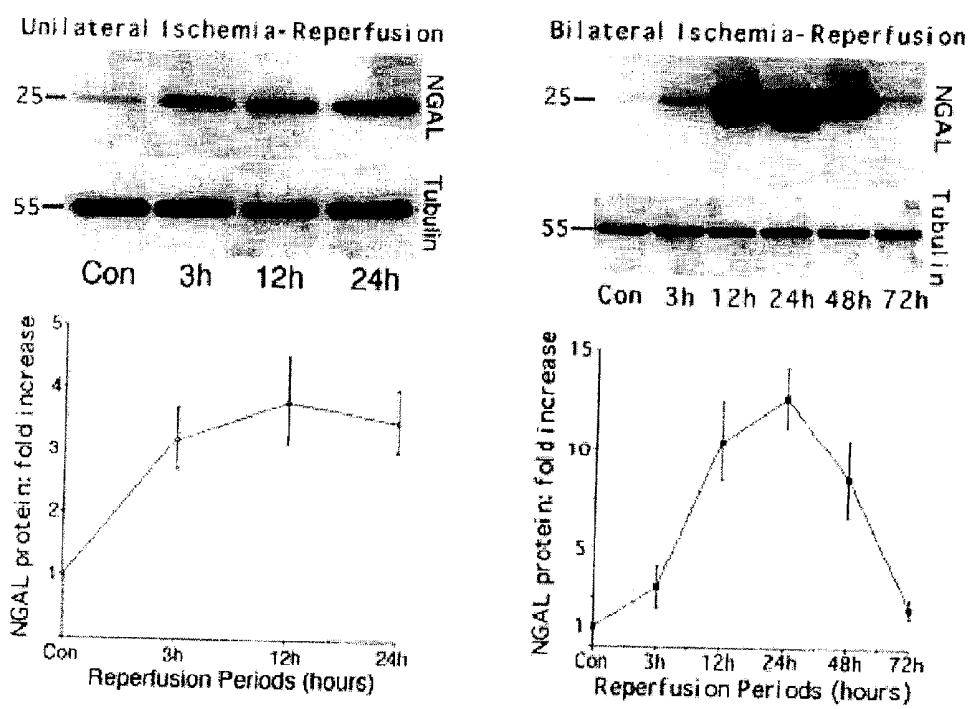 Unilateral Ischemia-Reperfusion
25
NGAL
55
Tubulin
Con 3h 12h 24h
5
4
3
2
1
NGAL protein: fold increase
Con 3h 12h 24h
Reperfusion Periods (hours)
Bilateral Ischemia-Reperfusion
25
NGAL
55
Tubulin
Con 3h 12h 24h 48h 72h
15
10
5
1
NGAL protein: fold increase
Con 3h 12h 24h 48h 72h
Reperfusion Periods (hours)